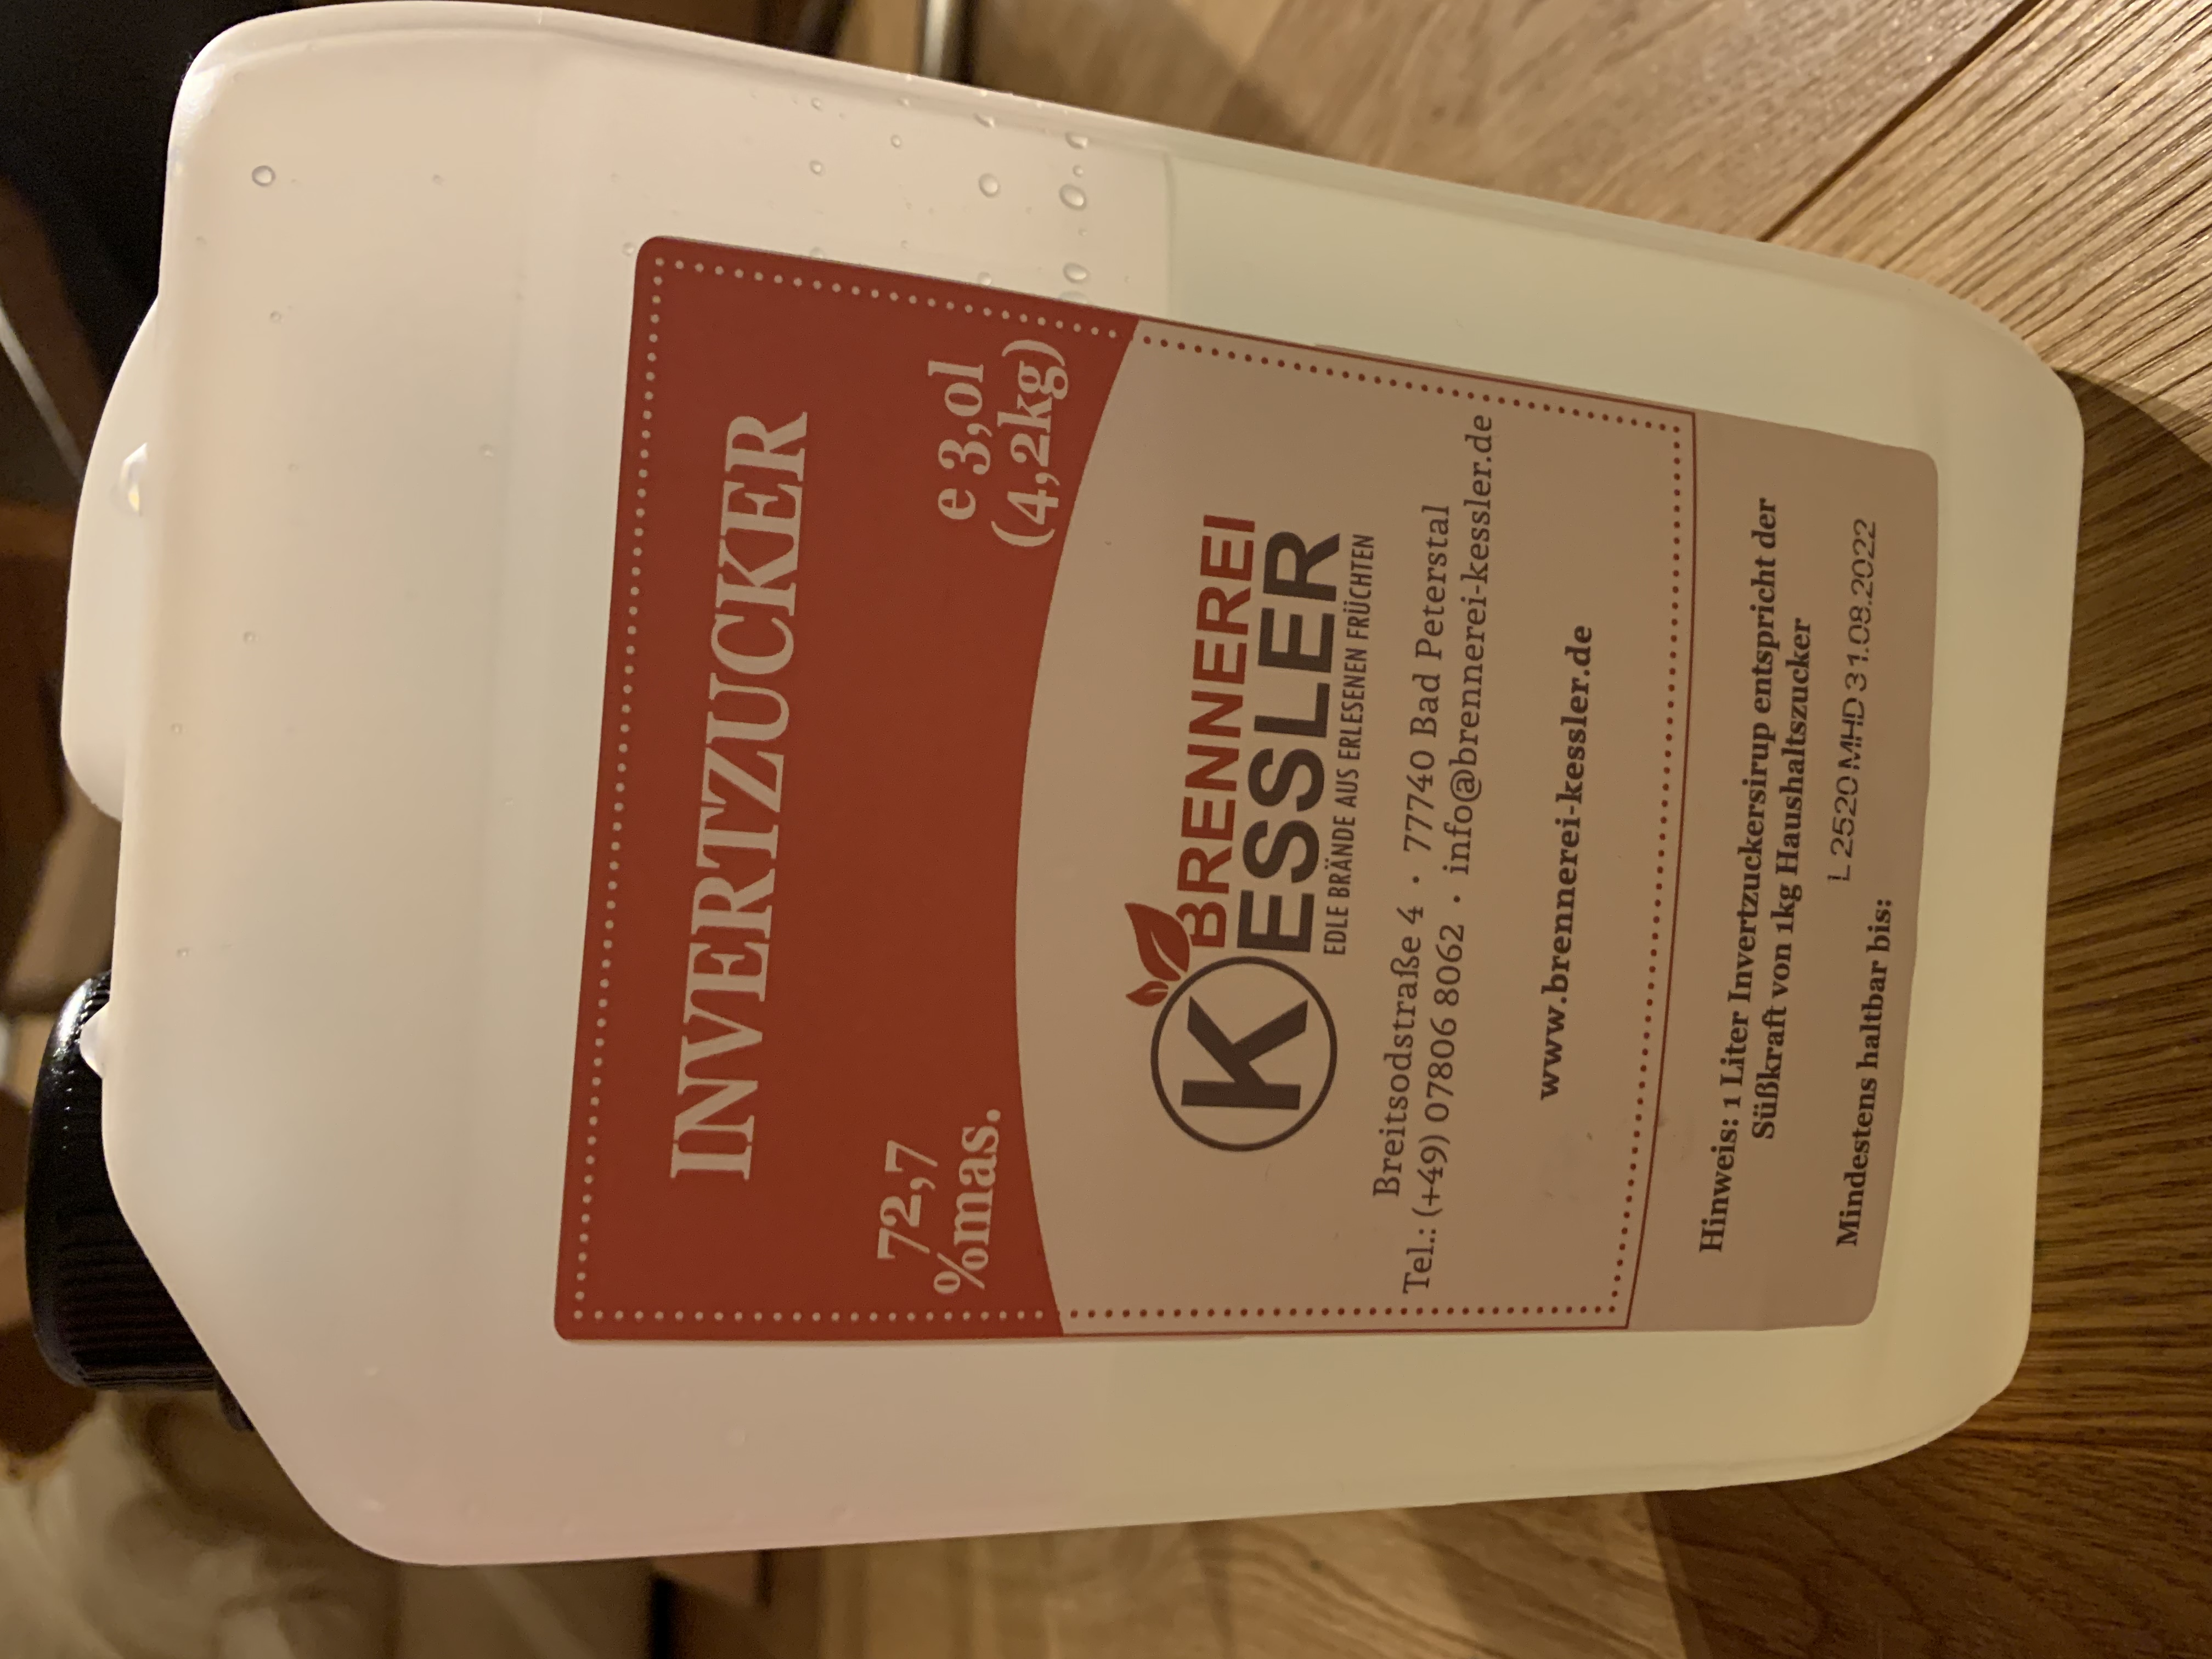 INVERTZUCKER
72,7
%mas.
e 3,0l
(4,2kg)
BRENNEREI
KESSLER
EDLE BRÄNDE AUS ERLESENEN FRÜCHTEN
Breitsodstraße 4 · 77740 Bad Peterstal
Tel.: (+49) 07806 8062 · info@brennerei-kessler.de
www.brennerei-kessler.de
Hinweis: 1 Liter Invertzuckersirup entspricht der
Süßkraft von 1kg Haushaltszucker
L 2520 MHD 31.08.2022
Mindestens haltbar bis: